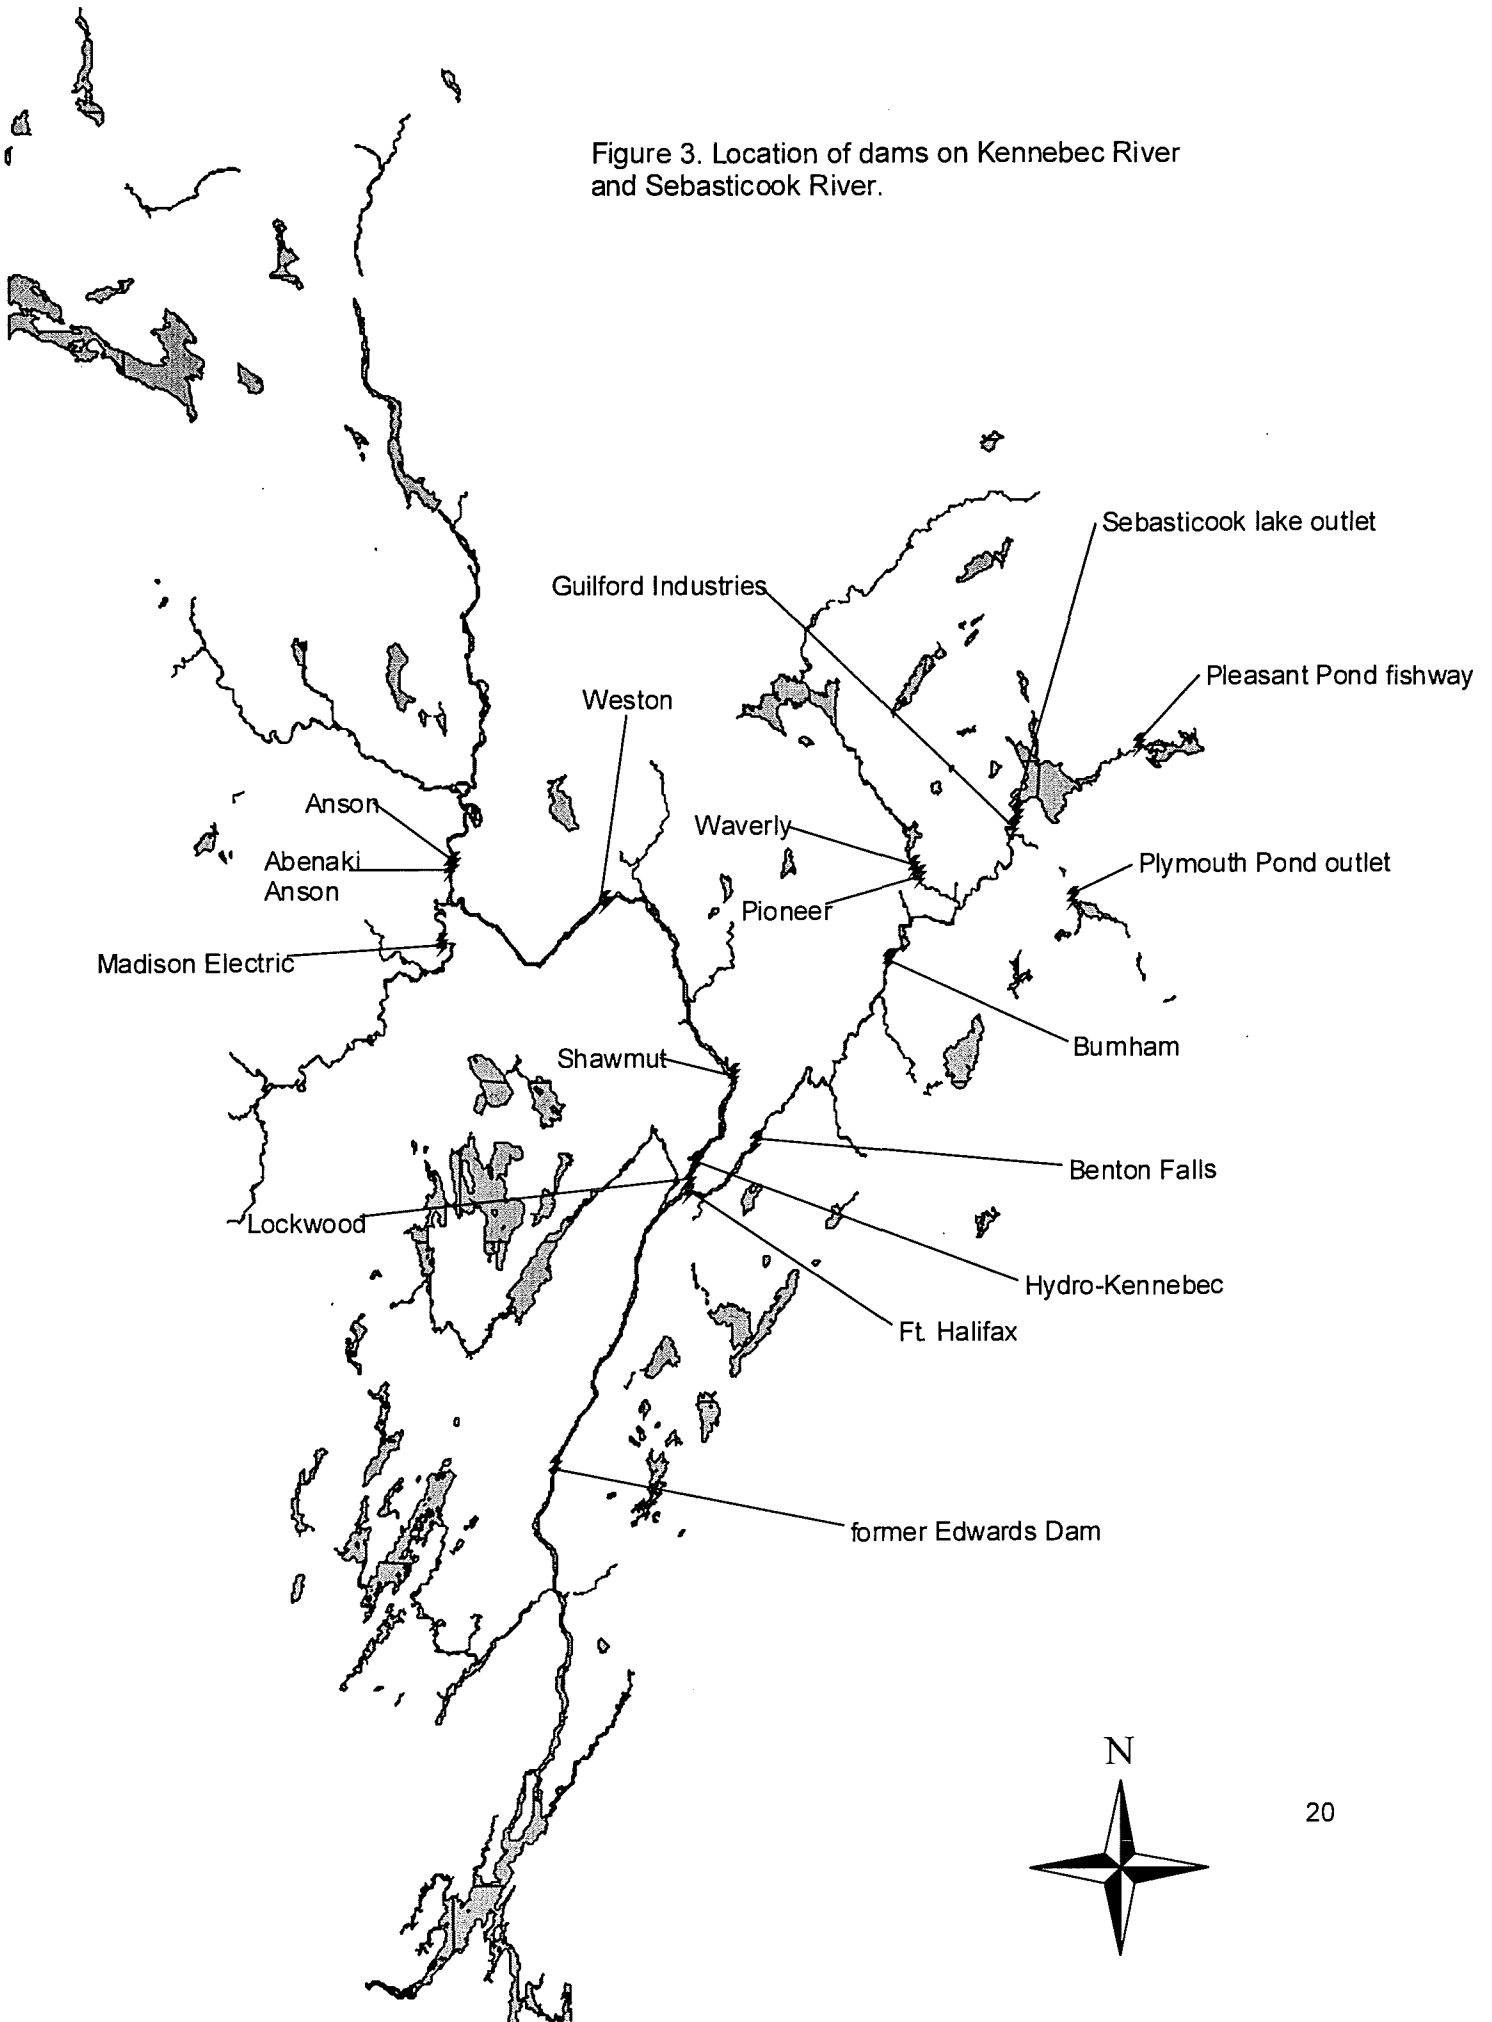 Figure 3. Location of dams on Kennebec River
and Sebasticook River.
Sebasticook lake outlet
Guilford Industries
Pleasant Pond fishway
Weston
Anson
Waverly
Abenaki
Anson
Plymouth Pond outlet
Pioneer
Madison Electric
Burnham
Shawmut
Benton Falls
Lockwood
Hydro-Kennebec
Ft. Halifax
former Edwards Dam
N
20